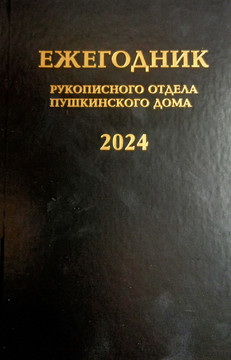 ЕЖЕГОДНИК
РУКОПИСНОГО ОТДЕЛА
ПУШКИНСКОГО ДОМА
2024